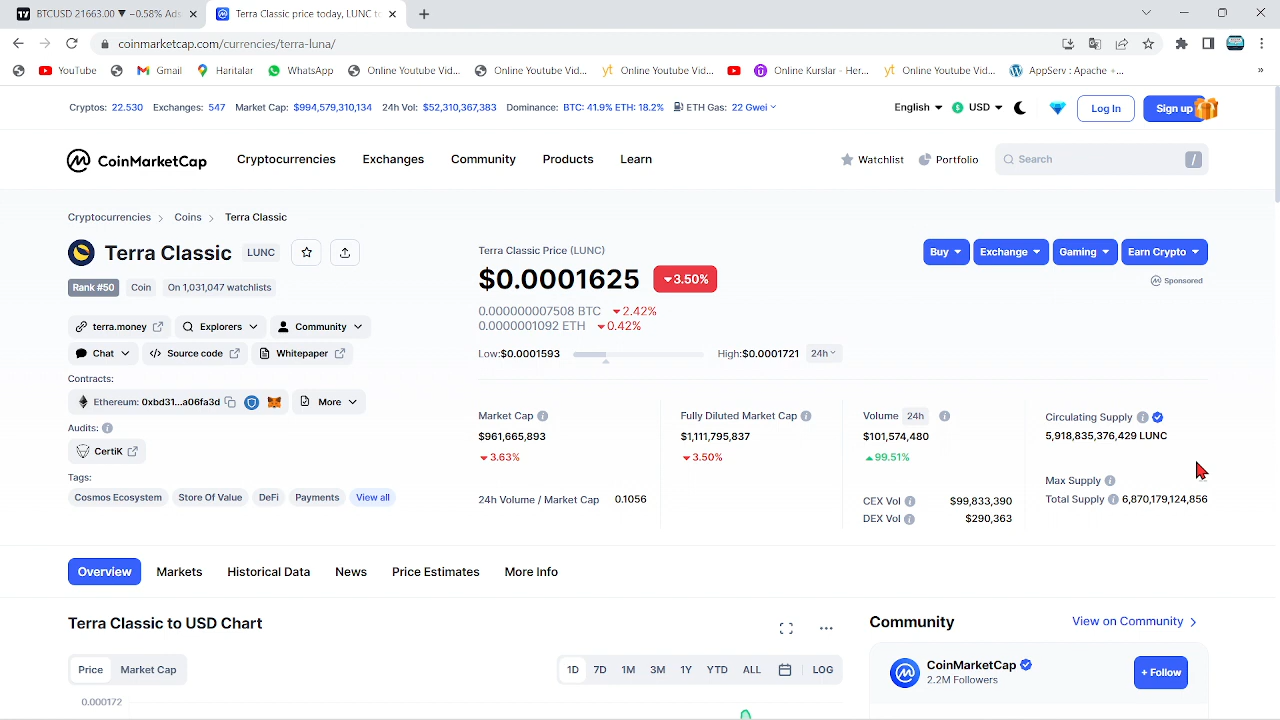 BTCUSD 21663.00 ▼ −0.58% Ads
Terra Classic price today, LUNC to
coinmarketcap.com/currencies/terra-luna/
YouTube Gmail Haritalar WhatsApp Online Youtube Vid... Online Youtube Vid... Online Youtube Vid... Online Kurslar - Her... Online Youtube Vid... AppServ : Apache +... »
Cryptos: 22.530 Exchanges: 547 Market Cap: $994,579,310,134 24h Vol: $52,310,367,383 Dominance: BTC: 41.9% ETH: 18.2% ETH Gas: 22 Gwei English USD Log In Sign up
CoinMarketCap Cryptocurrencies Exchanges Community Products Learn Watchlist Portfolio Search /
Cryptocurrencies > Coins > Terra Classic
Terra Classic LUNC
Rank #50 Coin On 1,031,047 watchlists
terra.money Explorers Community
Chat Source code Whitepaper
Contracts:
Ethereum: 0xbd31...a06fa3d More
Audits:
CertiK
Tags:
Cosmos Ecosystem Store Of Value DeFi Payments View all
Terra Classic Price (LUNC)
$0.0001625 ▼3.50%
0.000000007508 BTC ▼2.42%
0.0000001092 ETH ▼0.42%
Low:$0.0001593 High:$0.0001721 24h
Buy Exchange Gaming Earn Crypto
Sponsored
Market Cap
$961,665,893
▼3.63%
24h Volume / Market Cap 0.1056
Fully Diluted Market Cap
$1,111,795,837
▼3.50%
Volume 24h
$101,574,480
▲99.51%
CEX Vol $99,833,390
DEX Vol $290,363
Circulating Supply
5,918,835,376,429 LUNC
Max Supply
Total Supply 6,870,179,124,856
Overview Markets Historical Data News Price Estimates More Info
Terra Classic to USD Chart
Price Market Cap 1D 7D 1M 3M 1Y YTD ALL LOG
0.000172
Community View on Community >
CoinMarketCap
2.2M Followers
+ Follow